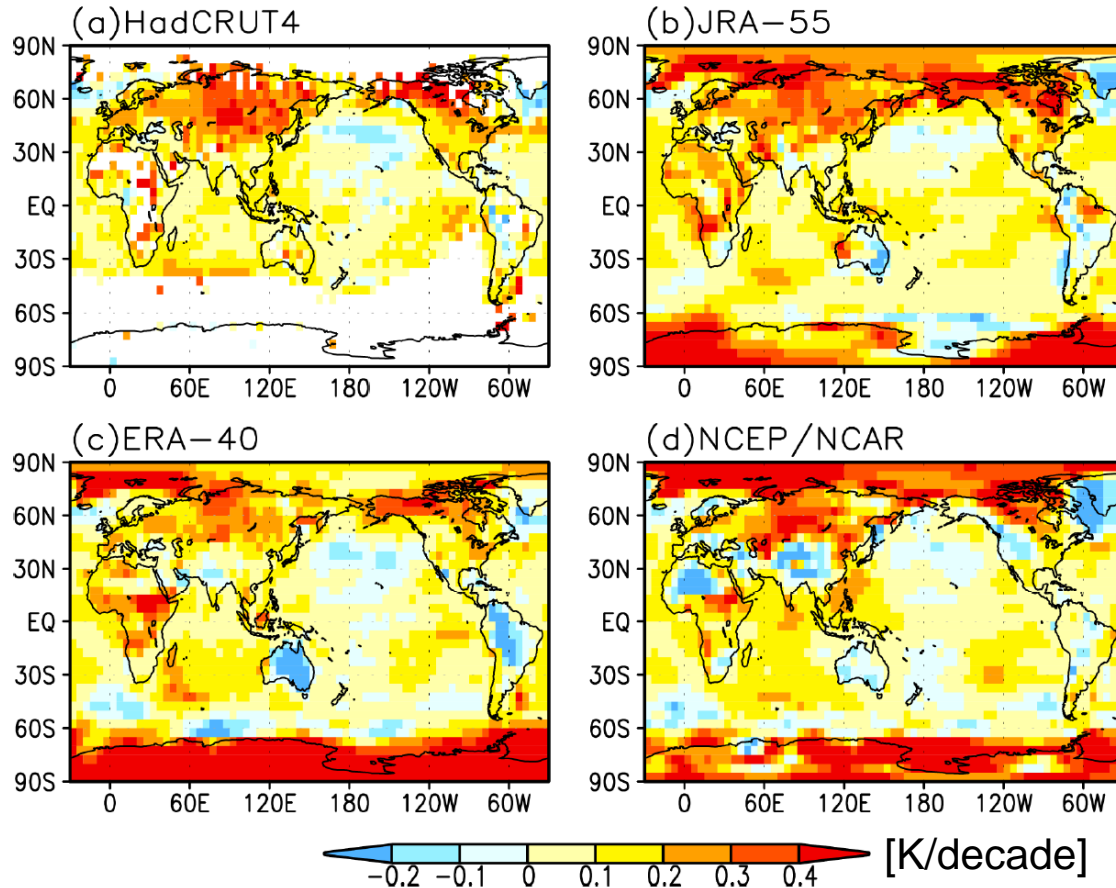 (a)HadCRUT4
90N
60N
30N
EQ
30S
60S
90S
0 60E 120E 180 120W 60W
(b)JRA-55
90N
60N
30N
EQ
30S
60S
90S
0 60E 120E 180 120W 60W
(c)ERA-40
90N
60N
30N
EQ
30S
60S
90S
0 60E 120E 180 120W 60W
(d)NCEP/NCAR
90N
60N
30N
EQ
30S
60S
90S
0 60E 120E 180 120W 60W
-0.2 -0.1 0 0.1 0.2 0.3 0.4 [K/decade]